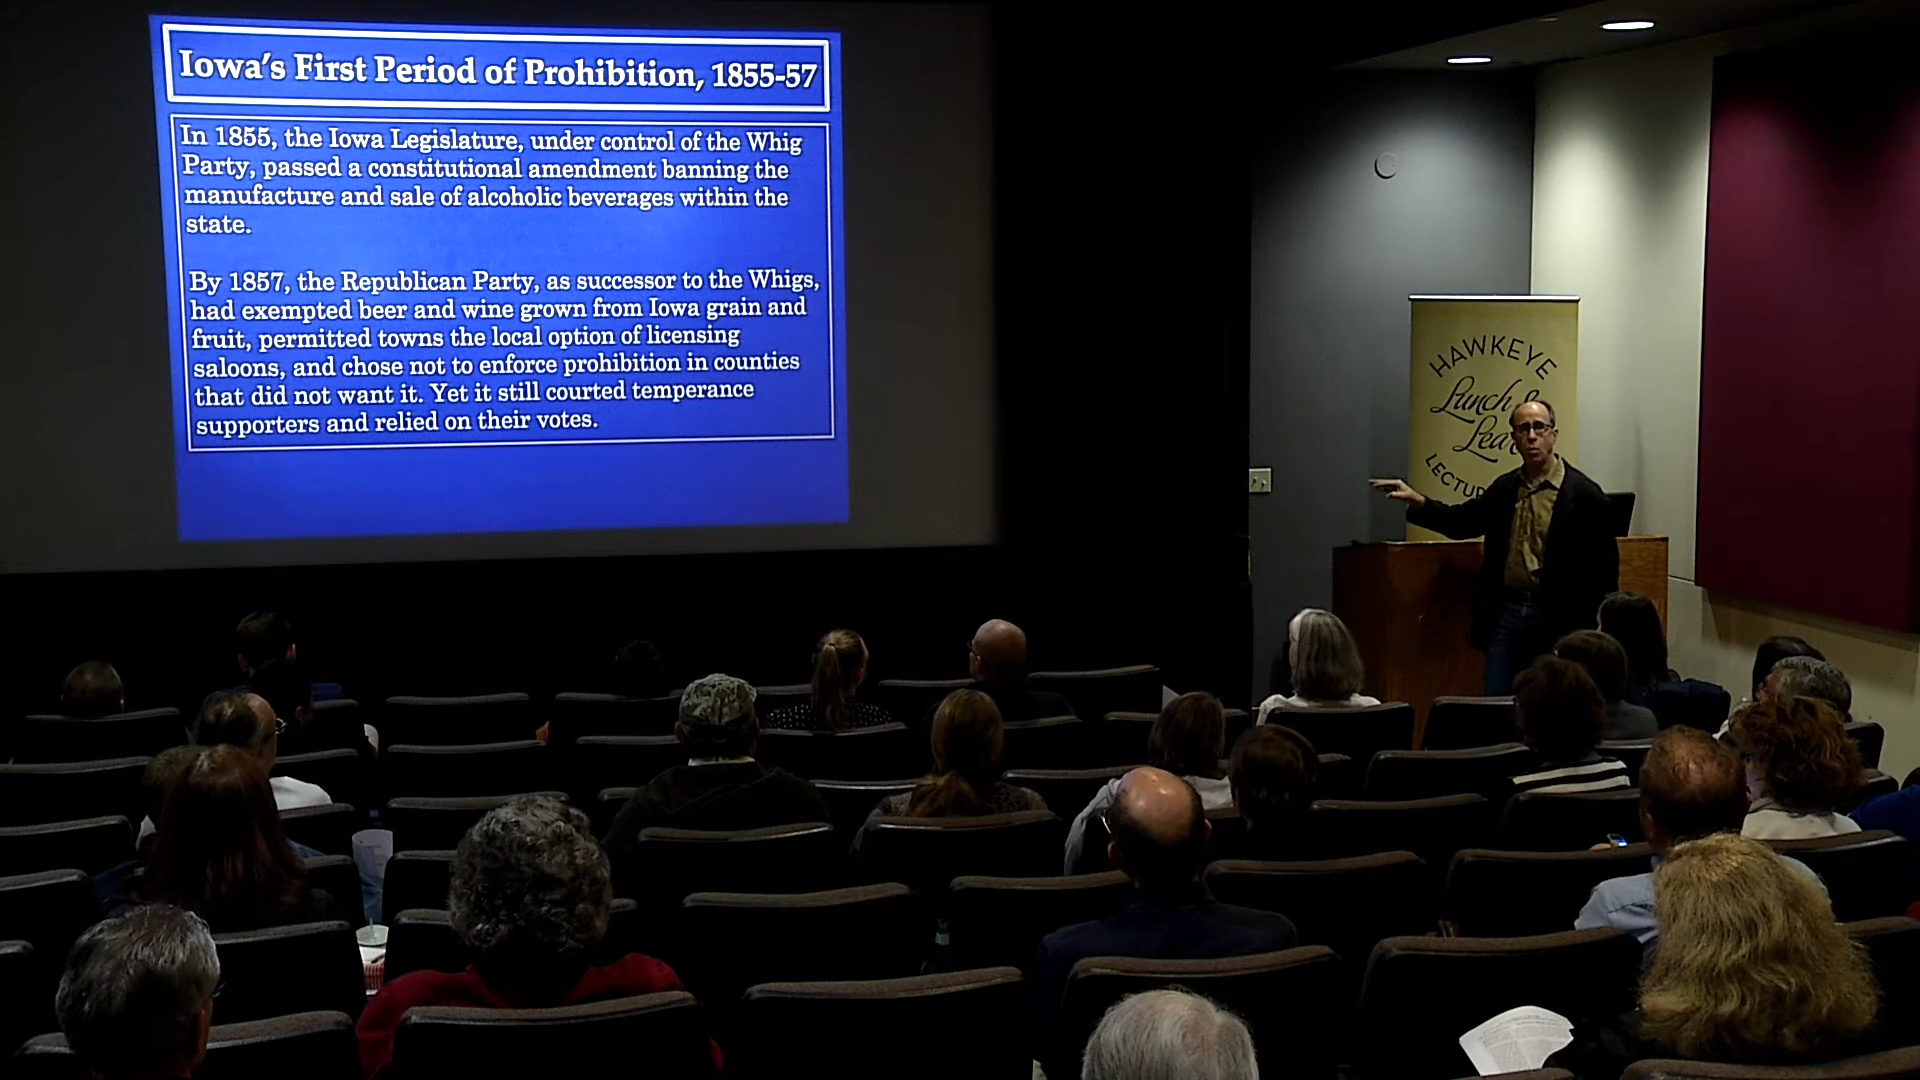 Iowa's First Period of Prohibition, 1855-57
In 1855, the Iowa Legislature, under control of the Whig
Party, passed a constitutional amendment banning the
manufacture and sale of alcoholic beverages within the
state.
By 1857, the Republican Party, as successor to the Whigs,
had exempted beer and wine grown from Iowa grain and
fruit, permitted towns the local option of licensing
saloons, and chose not to enforce prohibition in counties
that did not want it. Yet it still courted temperance
supporters and relied on their votes.
HAWKEYE
Lunch &
Lear
LECTUR